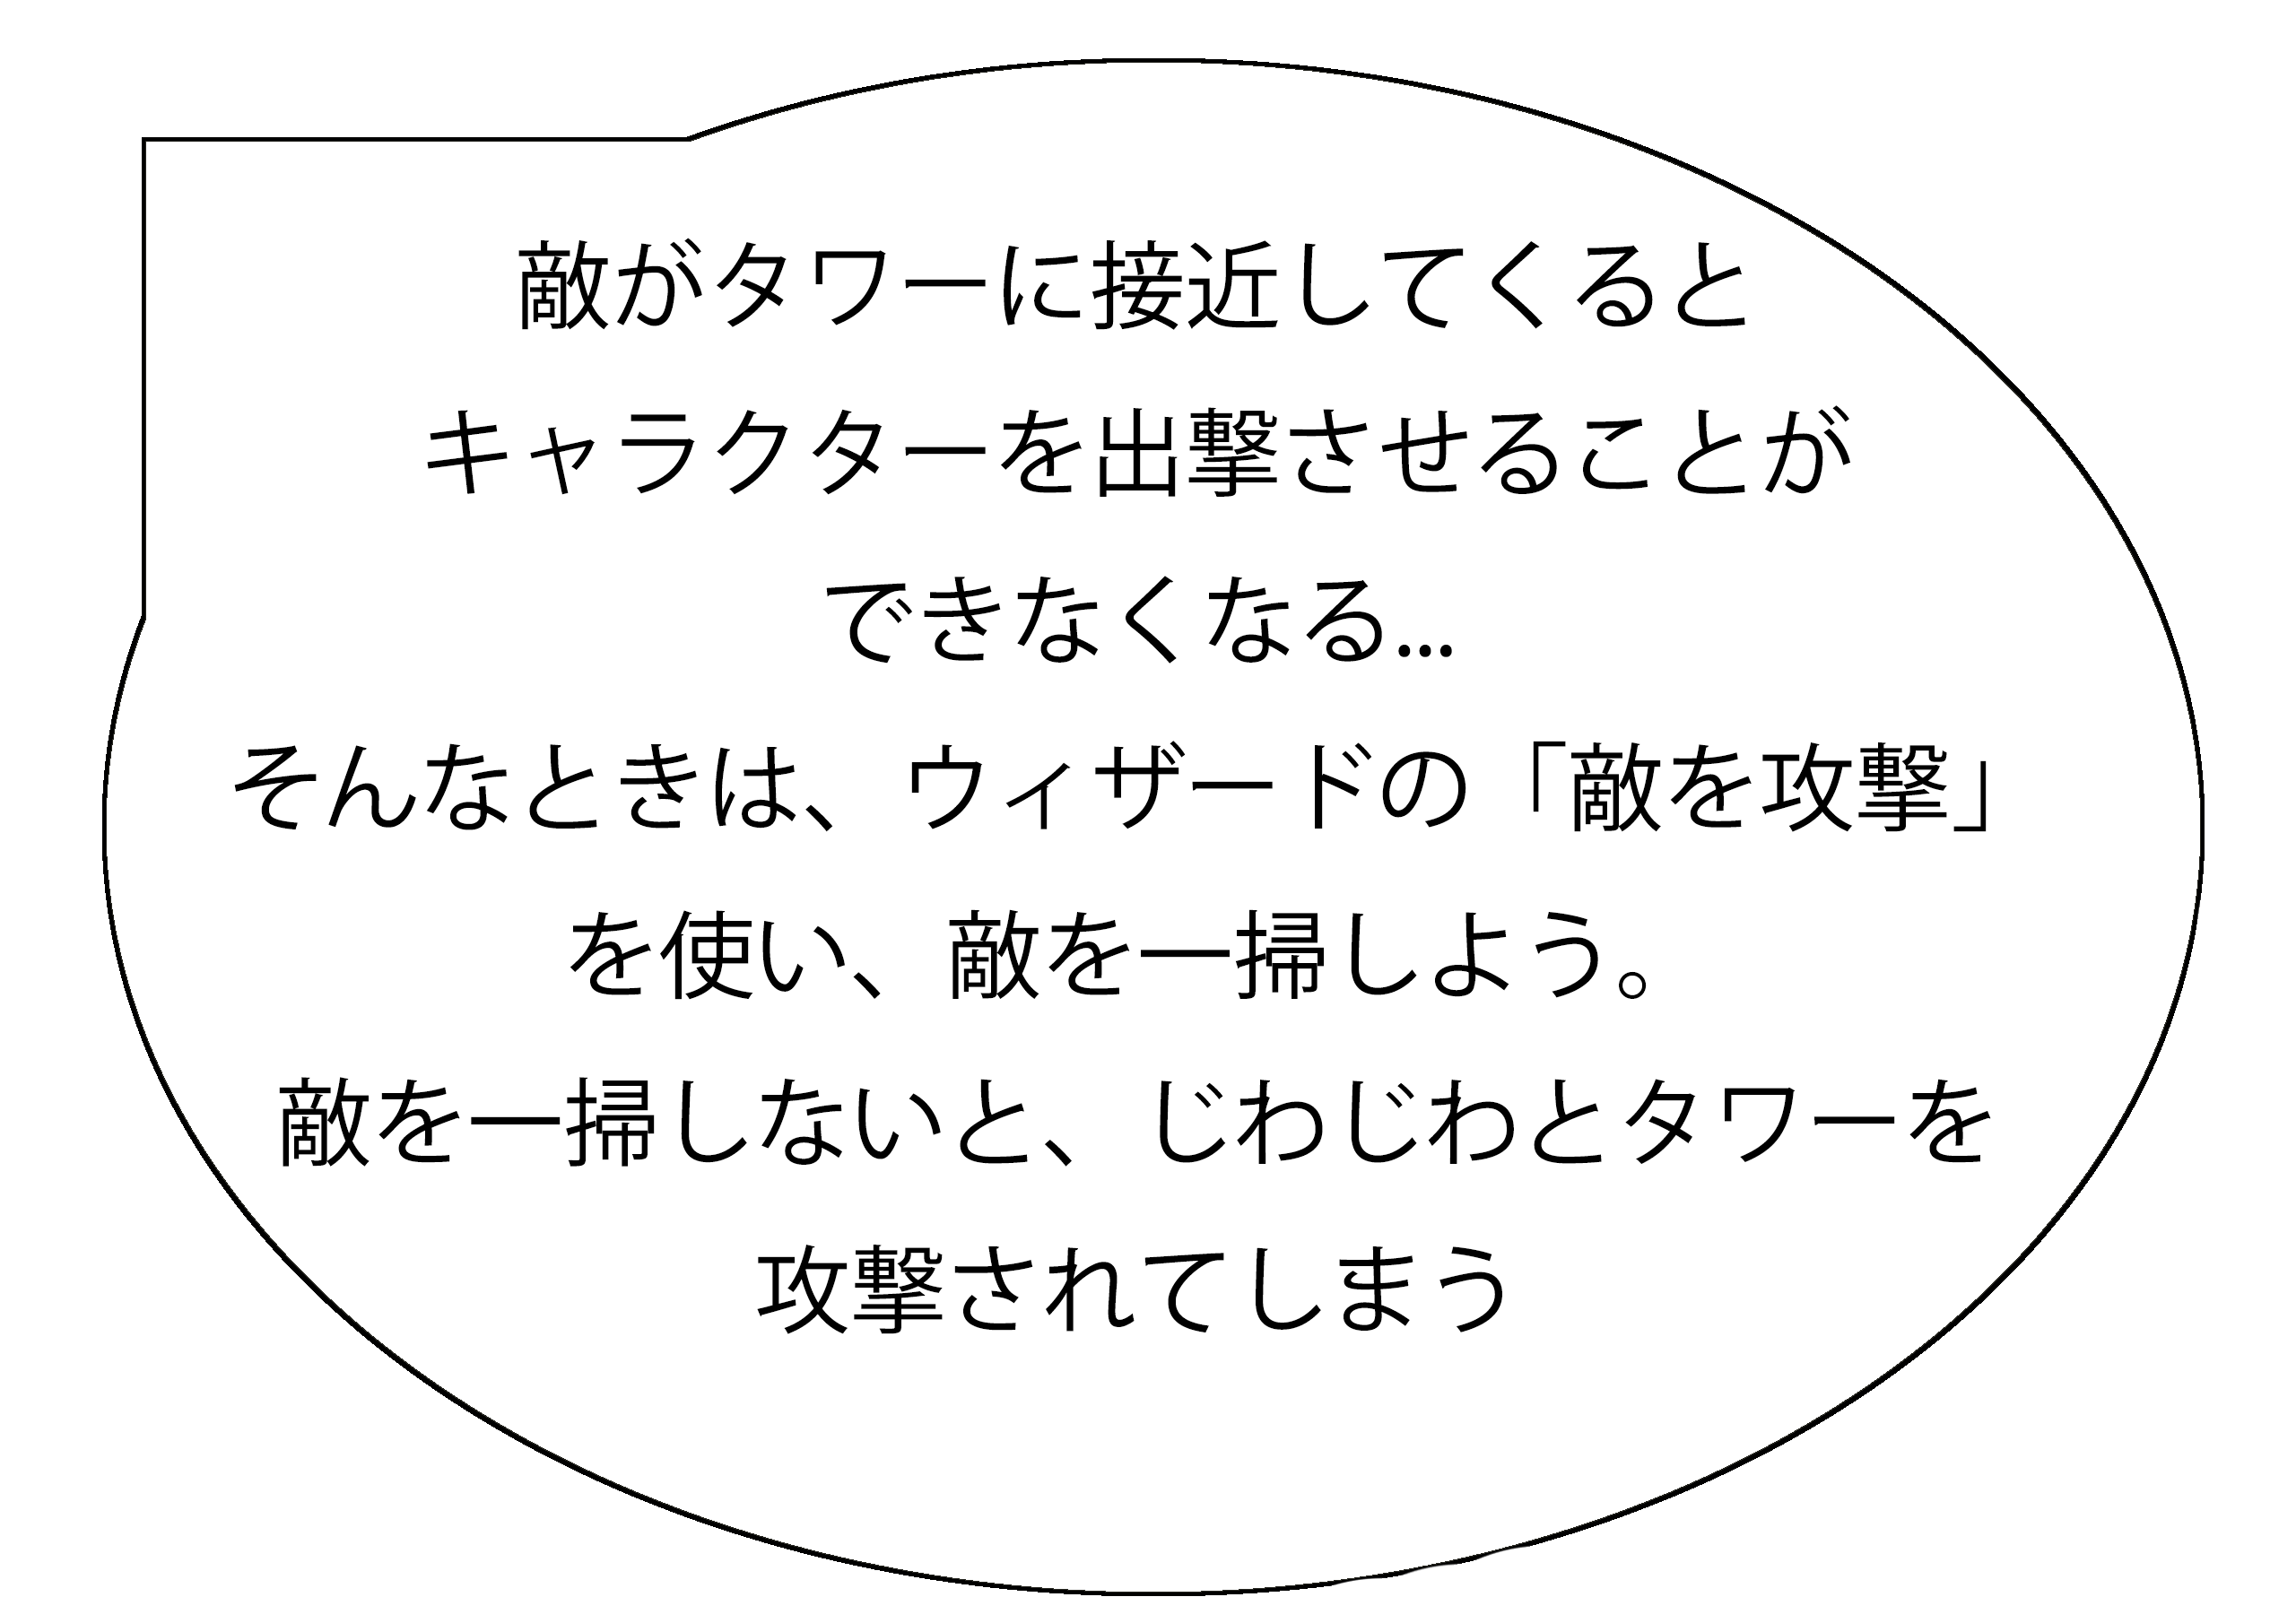 敵がタワーに接近してくると
キャラクターを出撃させることが
できなくなる...
そんなときは、ウィザードの「敵を攻撃」
を使い、敵を一掃しよう。
敵を一掃しないと、じわじわとタワーを
攻撃されてしまう